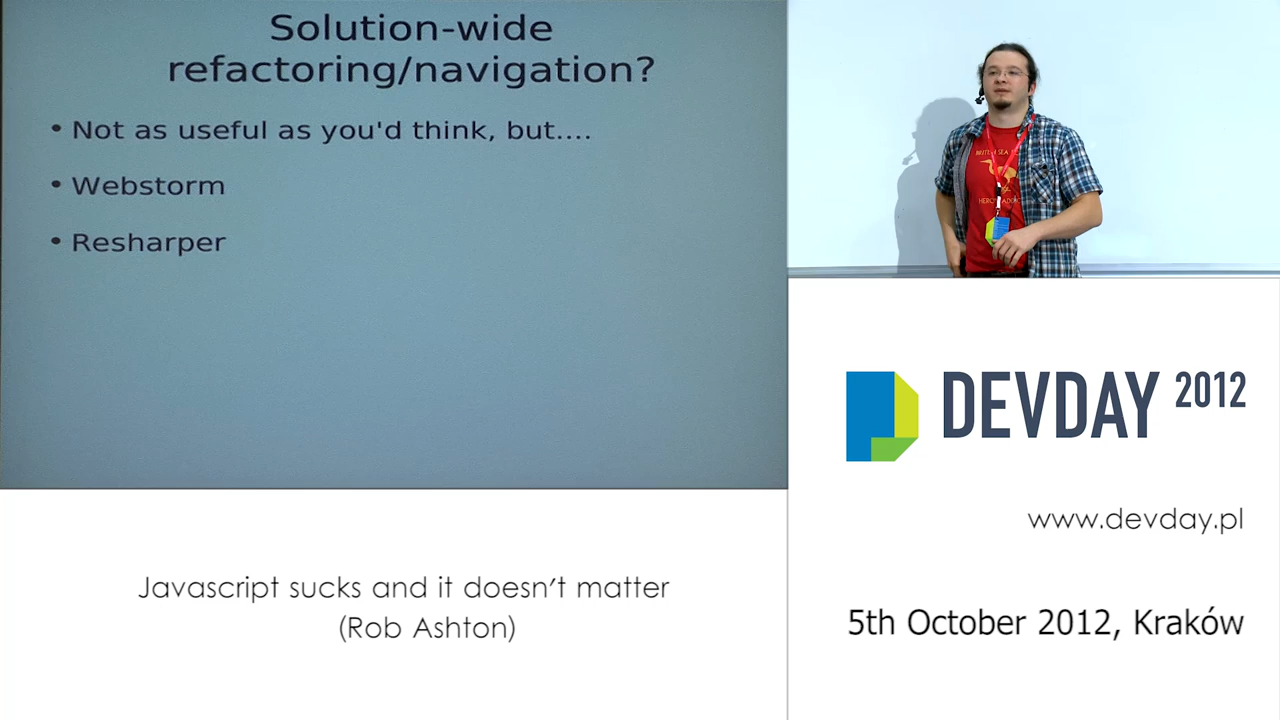 Solution-wide
refactoring/navigation?
• Not as useful as you'd think, but....
• Webstorm
• Resharper
DEVDAY 2012
www.devday.pl
Javascript sucks and it doesn't matter
(Rob Ashton)
5th October 2012, Kraków